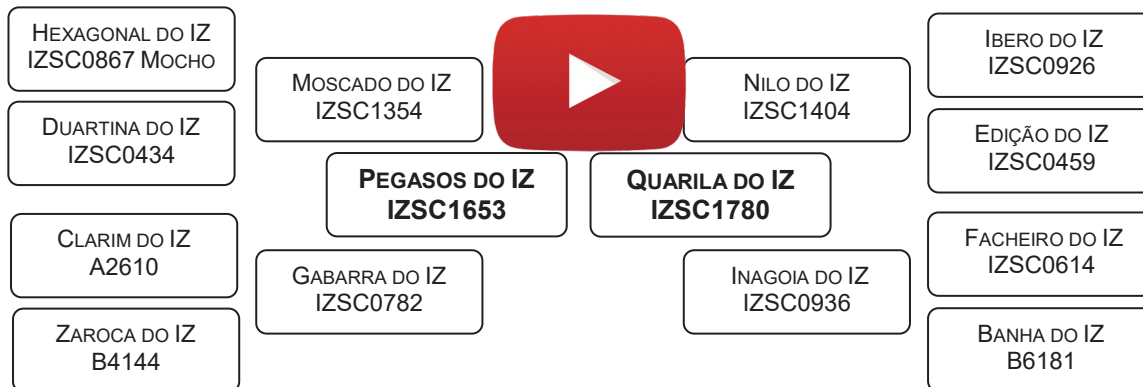 HEXAGONAL DO IZ
IZSC0867 MOCHO
DUARTINA DO IZ
IZSC0434
CLARIM DO IZ
A2610
ZAROCA DO IZ
B4144
MOSCADO DO IZ
IZSC1354
GABARRA DO IZ
IZSC0782
PEGASOS DO IZ
IZSC1653
QUARILA DO IZ
IZSC1780
NILO DO IZ
IZSC1404
INAGOIA DO IZ
IZSC0936
IBERO DO IZ
IZSC0926
EDIÇÃO DO IZ
IZSC0459
FACHEIRO DO IZ
IZSC0614
BANHA DO IZ
B6181